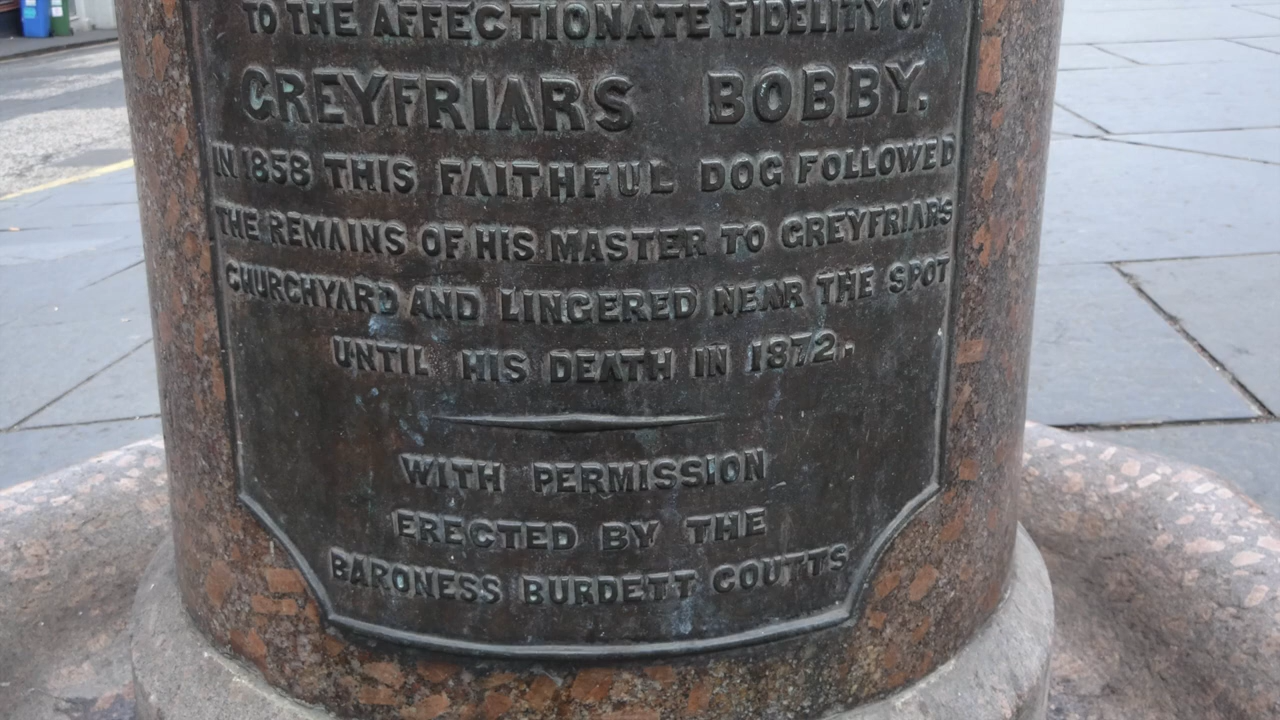 TO THE AFFECTIONATE FIDELITY OF
GREYFRIARS BOBBY.
IN 1858 THIS FAITHFUL DOG FOLLOWED
THE REMAINS OF HIS MASTER TO GREYFRIARS
CHURCHYARD AND LINGERED NEAR THE SPOT
UNTIL HIS DEATH IN 1872.
WITH PERMISSION
ERECTED BY THE
BARONESS BURDETT COUTTS